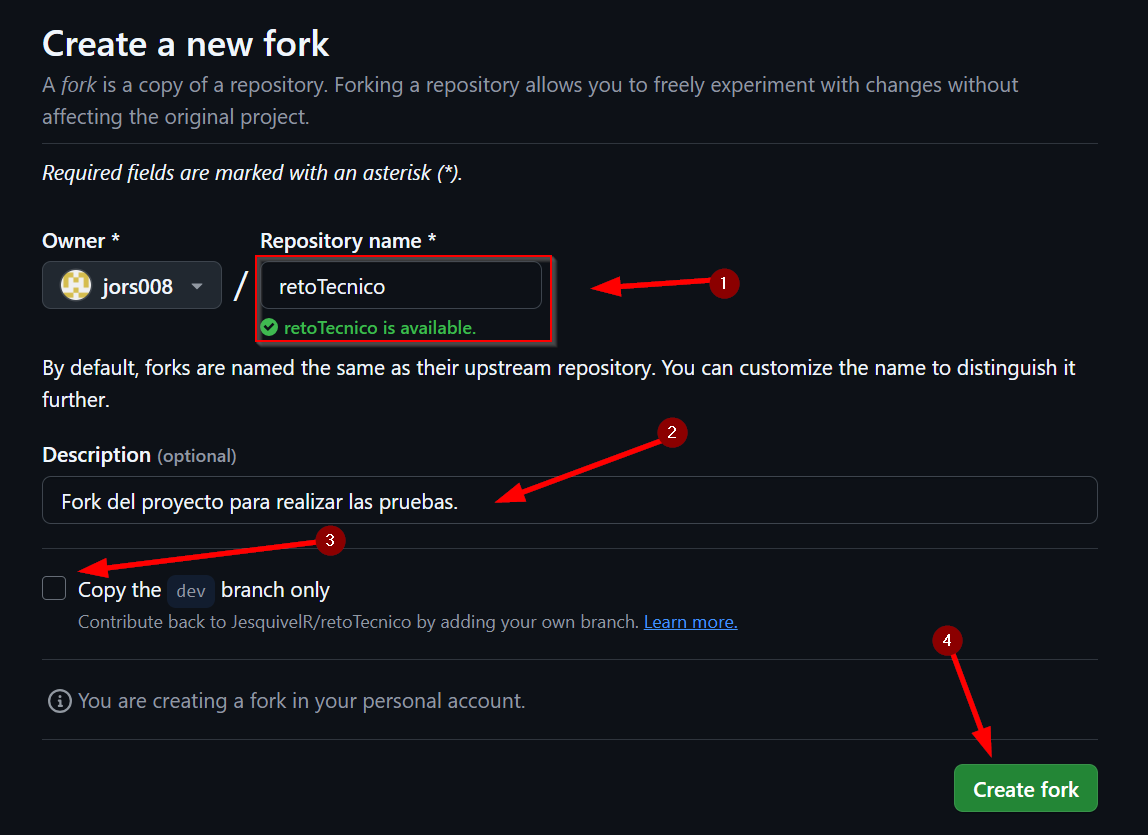 Create a new fork
A fork is a copy of a repository. Forking a repository allows you to freely experiment with changes without
affecting the original project.
Required fields are marked with an asterisk (*).
Owner *
Repository name *
jors008
/
retoTecnico
1
retoTecnico is available.
By default, forks are named the same as their upstream repository. You can customize the name to distinguish it
further.
2
Description (optional)
Fork del proyecto para realizar las pruebas.
3
Copy the dev branch only
Contribute back to JesquivelR/retoTecnico by adding your own branch. Learn more.
4
You are creating a fork in your personal account.
Create fork